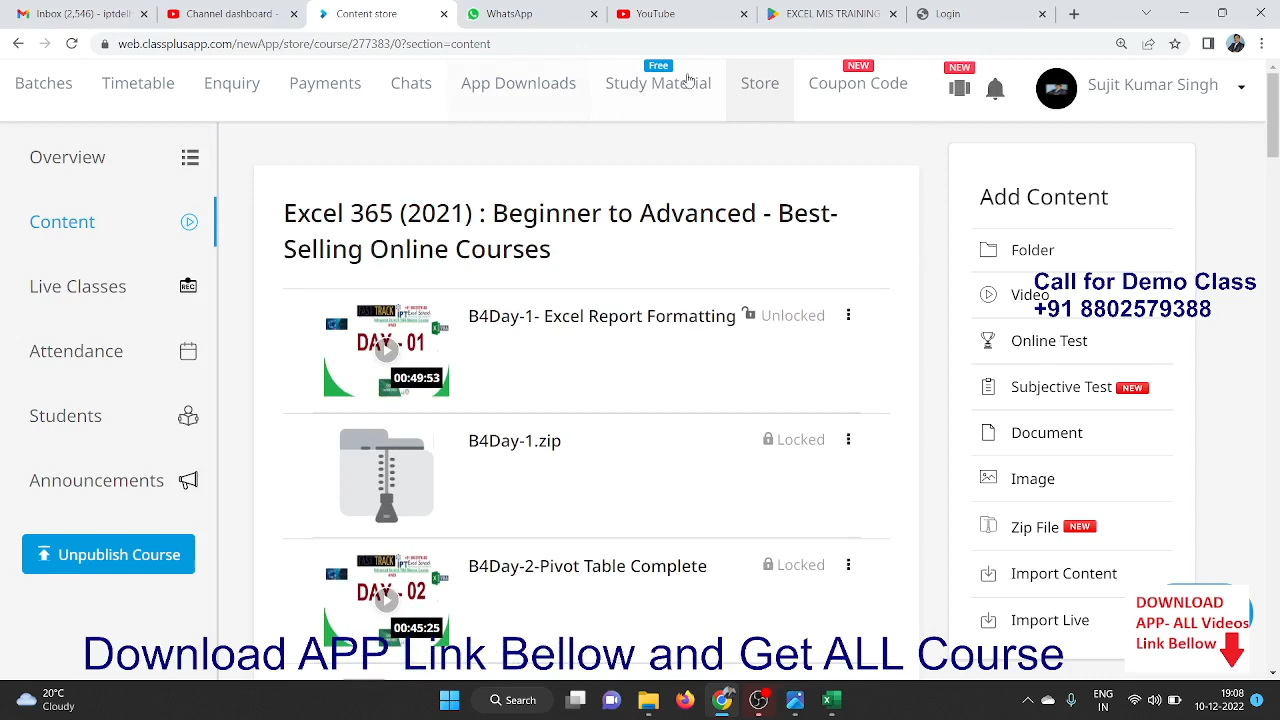 Inbox (2,546) - iptdelh
Channel dashboard -
Content store
WhatsApp
YouTube
EXCEL MIS TRAINING
Login
web.classplusapp.com/newApp/store/course/277383/0?section=content
Batches
Timetable
Enquiry
Payments
Chats
App Downloads
Free
Study Material
Store
NEW
Coupon Code
NEW
Sujit Kumar Singh
Overview
Content
Live Classes
REC
Attendance
Students
Announcements
Unpublish Course
Excel 365 (2021) : Beginner to Advanced - Best-
Selling Online Courses
FAST TRACK
DAY - 01
00:49:53
B4Day-1- Excel Report Formatting
Unlocked
B4Day-1.zip
Locked
FAST TRACK
DAY - 02
00:45:25
B4Day-2-Pivot Table Complete
Locked
Add Content
Folder
Video
Call for Demo Class
+91 8802579388
Online Test
Subjective Test NEW
Document
Image
Zip File NEW
Import Content
Import Live
DOWNLOAD
APP- ALL Videos
Link Bellow
Download APP Link Bellow and Get ALL Course
20°C
Cloudy
Search
ENG
IN
19:08
10-12-2022
1